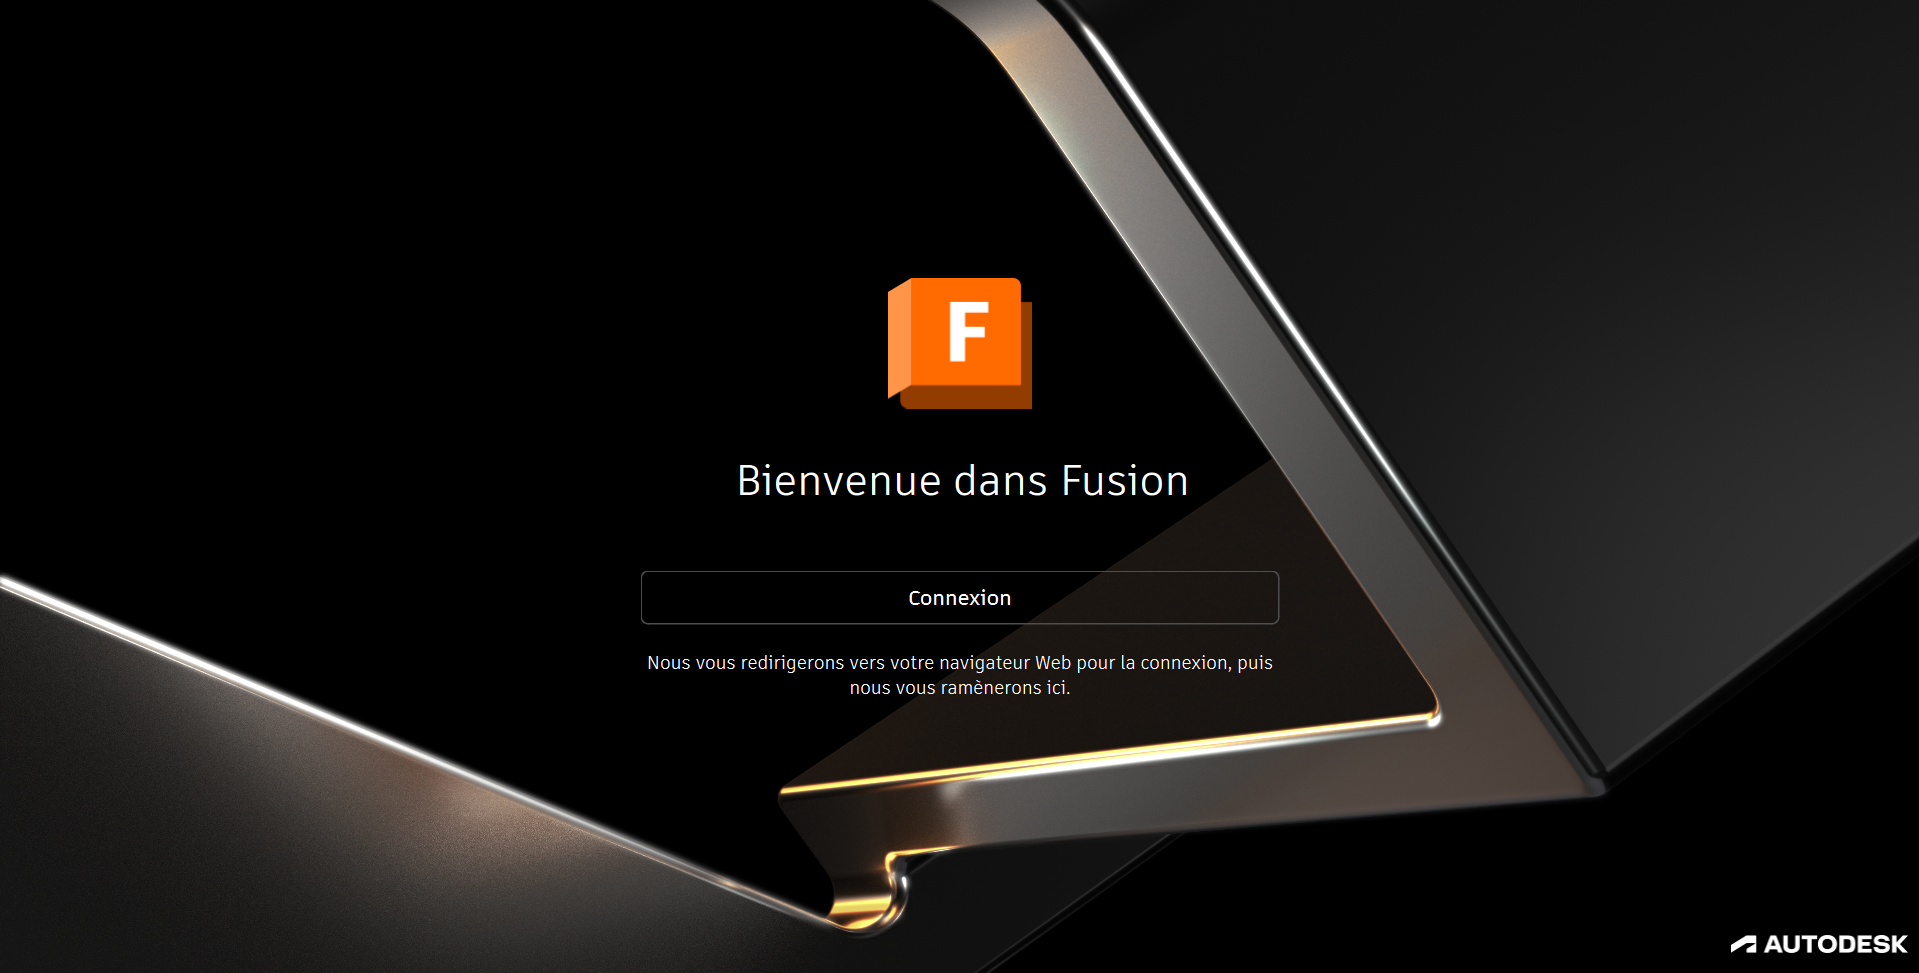 F
Bienvenue dans Fusion
Connexion
Nous vous redirigerons vers votre navigateur Web pour la connexion, puis
nous vous ramènerons ici.
AUTODESK